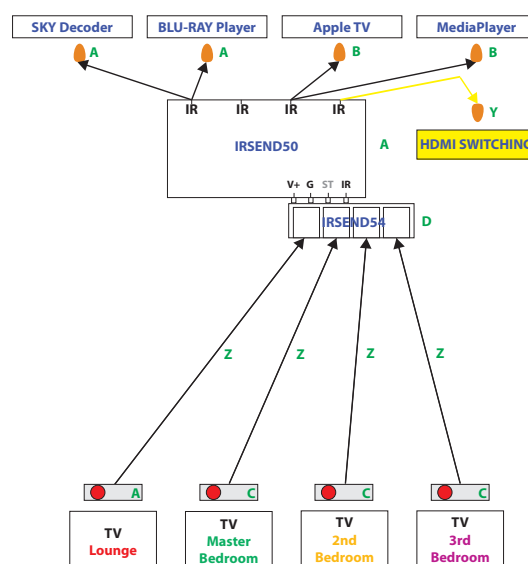 SKY Decoder
BLU-RAY Player
Apple TV
MediaPlayer
A
A
B
B
IR
IR
IR
IR
Y
IRSEND50
A
HDMI SWITCHING
V+
G
ST
IR
IRSEND54
D
Z
Z
Z
Z
A
C
C
C
TV
Lounge
TV
Master
Bedroom
TV
2nd
Bedroom
TV
3rd
Bedroom